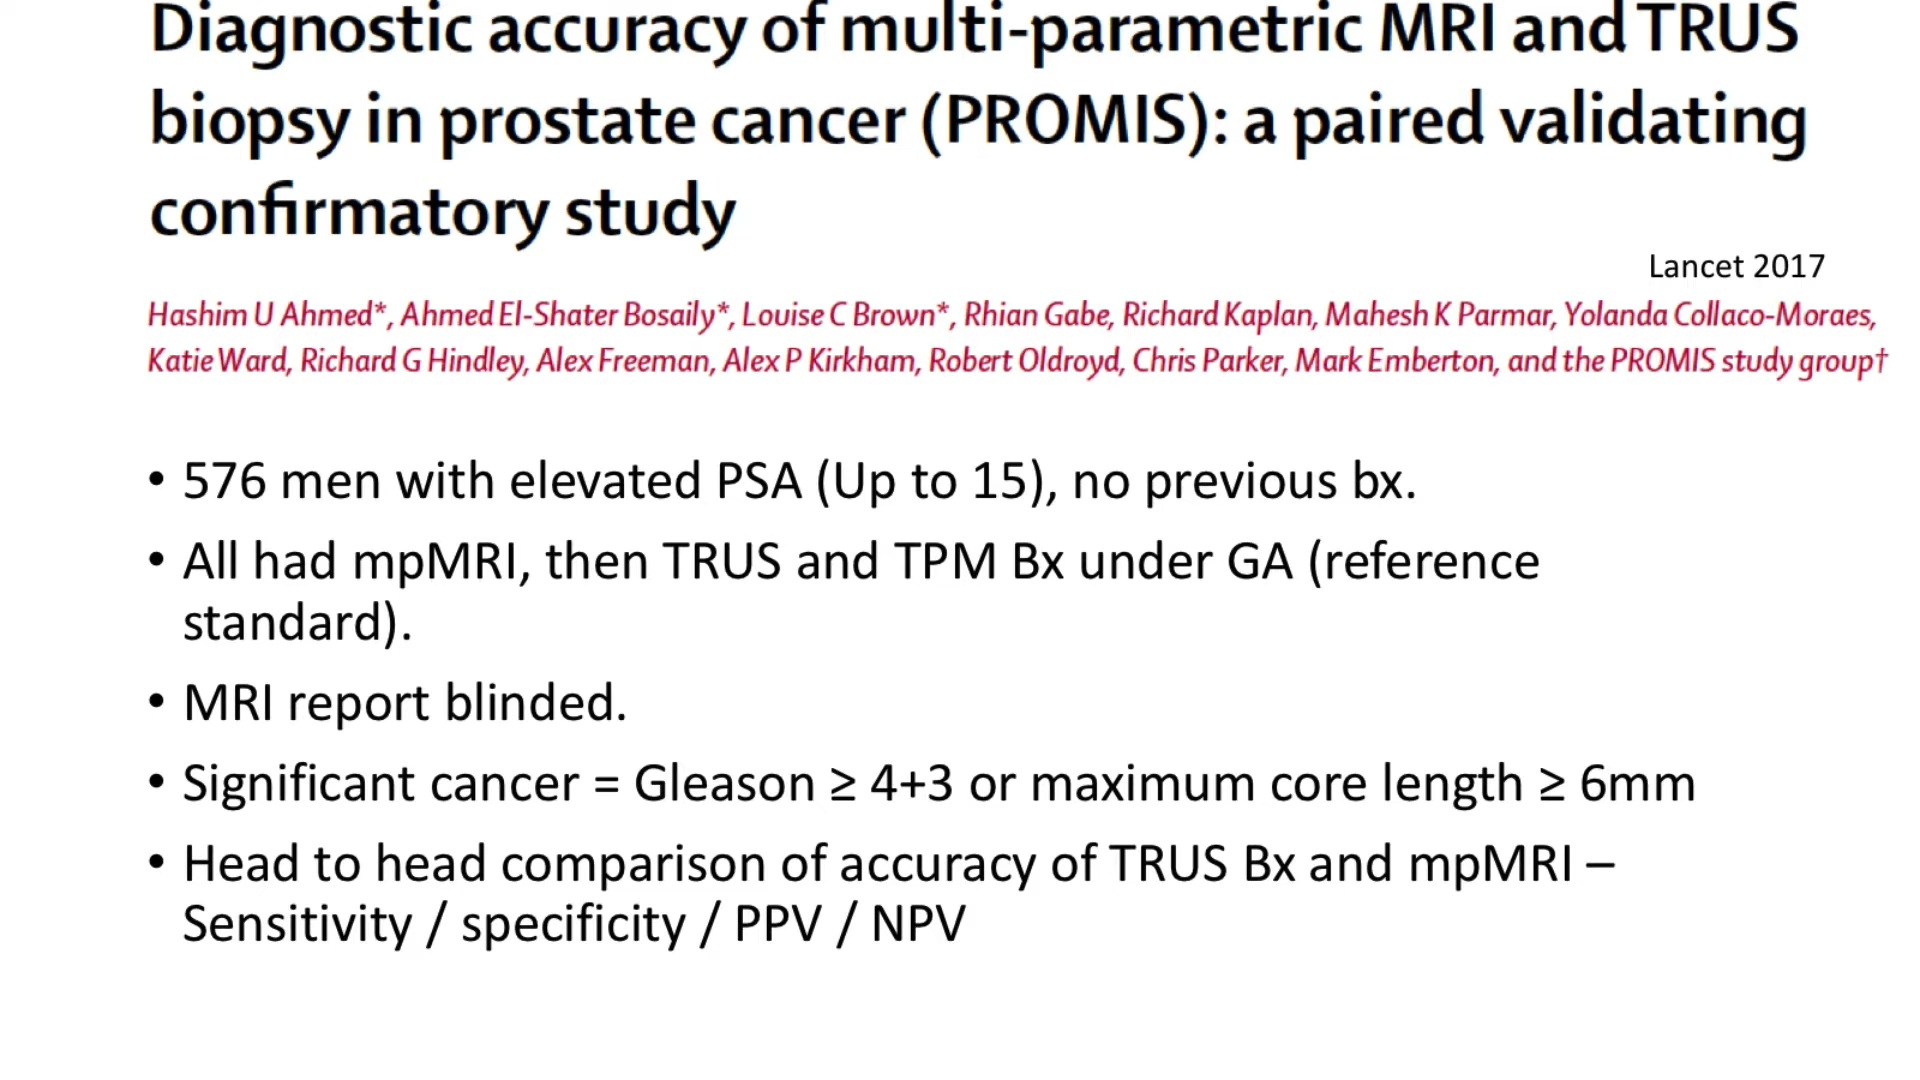 Diagnostic accuracy of multi-parametric MRI and TRUS
biopsy in prostate cancer (PROMIS): a paired validating
confirmatory study
Lancet 2017
Hashim U Ahmed*, Ahmed El-Shater Bosaily*, Louise C Brown*, Rhian Gabe, Richard Kaplan, Mahesh K Parmar, Yolanda Collaco-Moraes,
Katie Ward, Richard G Hindley, Alex Freeman, Alex P Kirkham, Robert Oldroyd, Chris Parker, Mark Emberton, and the PROMIS study group†
• 576 men with elevated PSA (Up to 15), no previous bx.
• All had mpMRI, then TRUS and TPM Bx under GA (reference
standard).
• MRI report blinded.
• Significant cancer = Gleason ≥ 4+3 or maximum core length ≥ 6mm
• Head to head comparison of accuracy of TRUS Bx and mpMRI –
Sensitivity / specificity / PPV / NPV